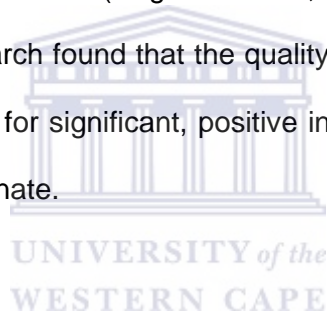 arch found that the quality
for significant, positive in
nate.
UNIVERSITY of the
WESTERN CAPE